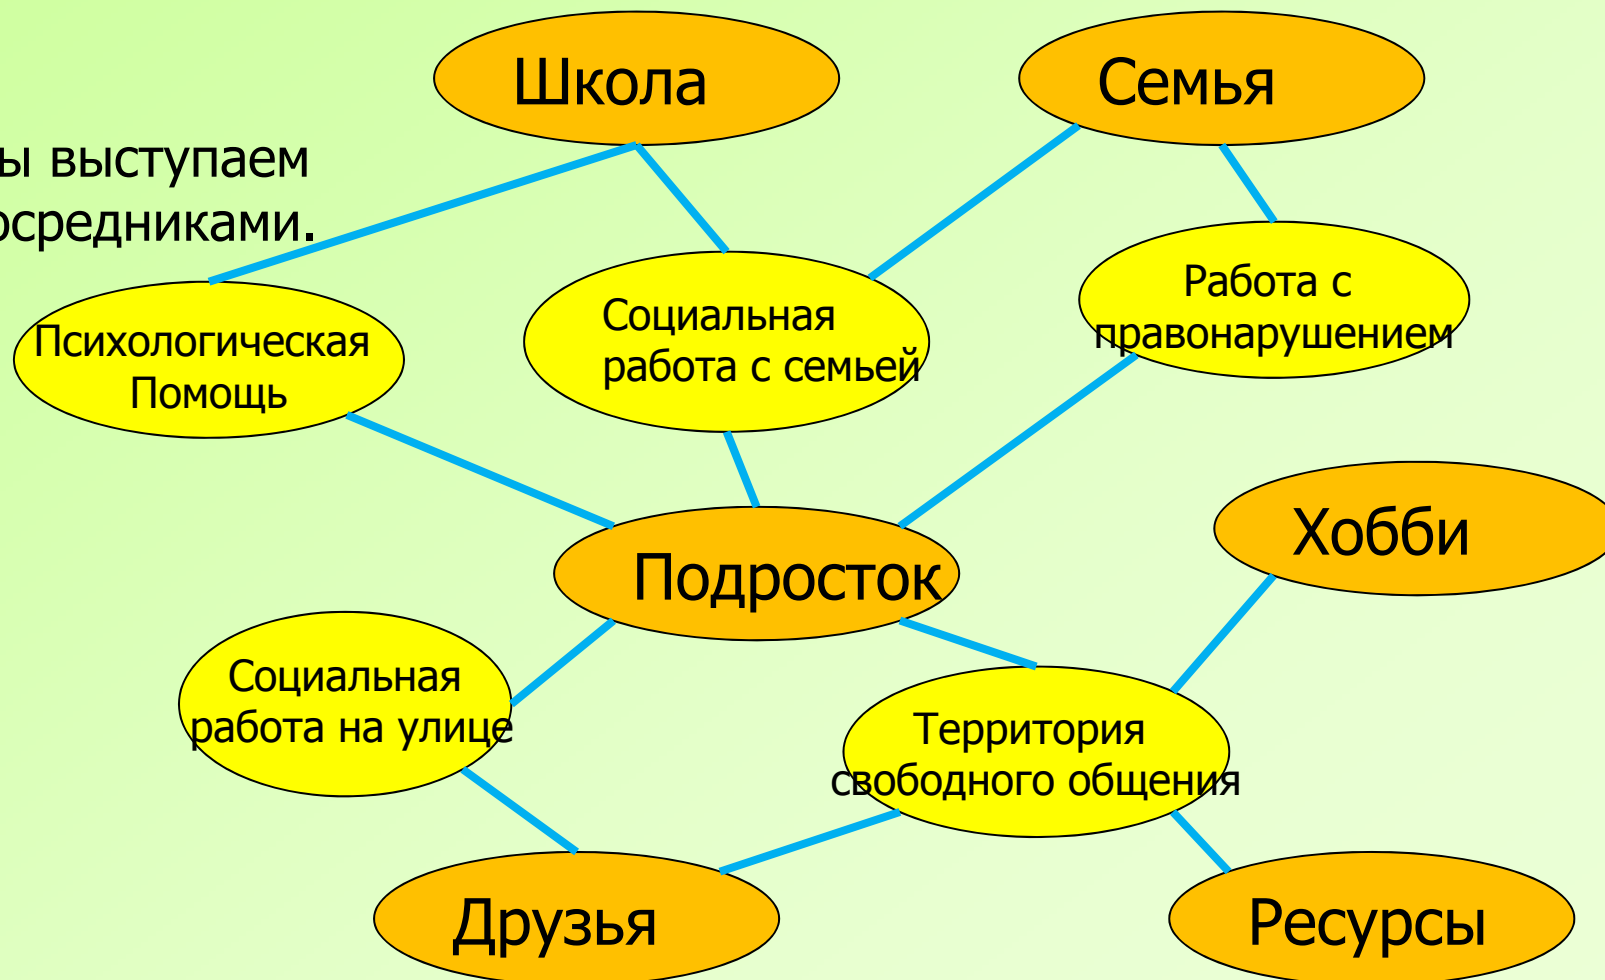 Школа
Семья
ы выступаем
осредниками.
Психологическая
Помощь
Социальная
работа с семьей
Работа с
правонарушением
Подросток
Хобби
Социальная
работа на улице
Территория
свободного общения
Друзья
Ресурсы